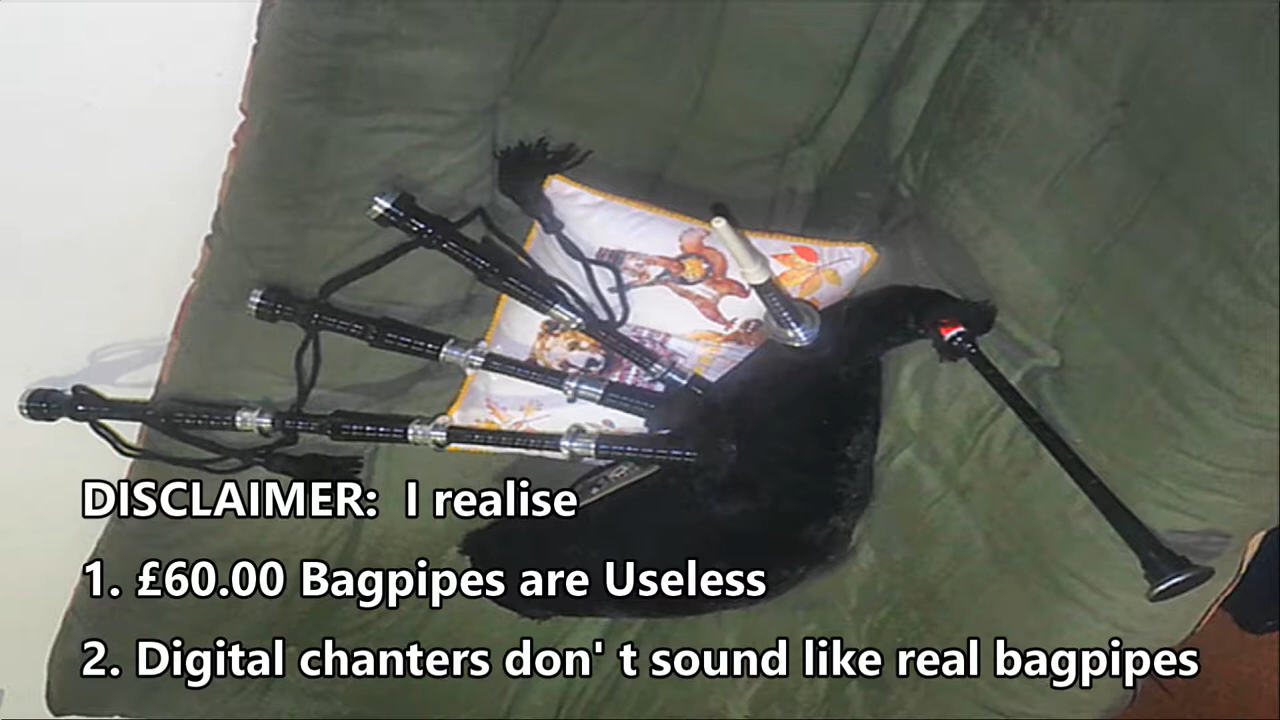 DISCLAIMER:  I realise
1. £60.00 Bagpipes are Useless
2. Digital chanters don' t sound like real bagpipes